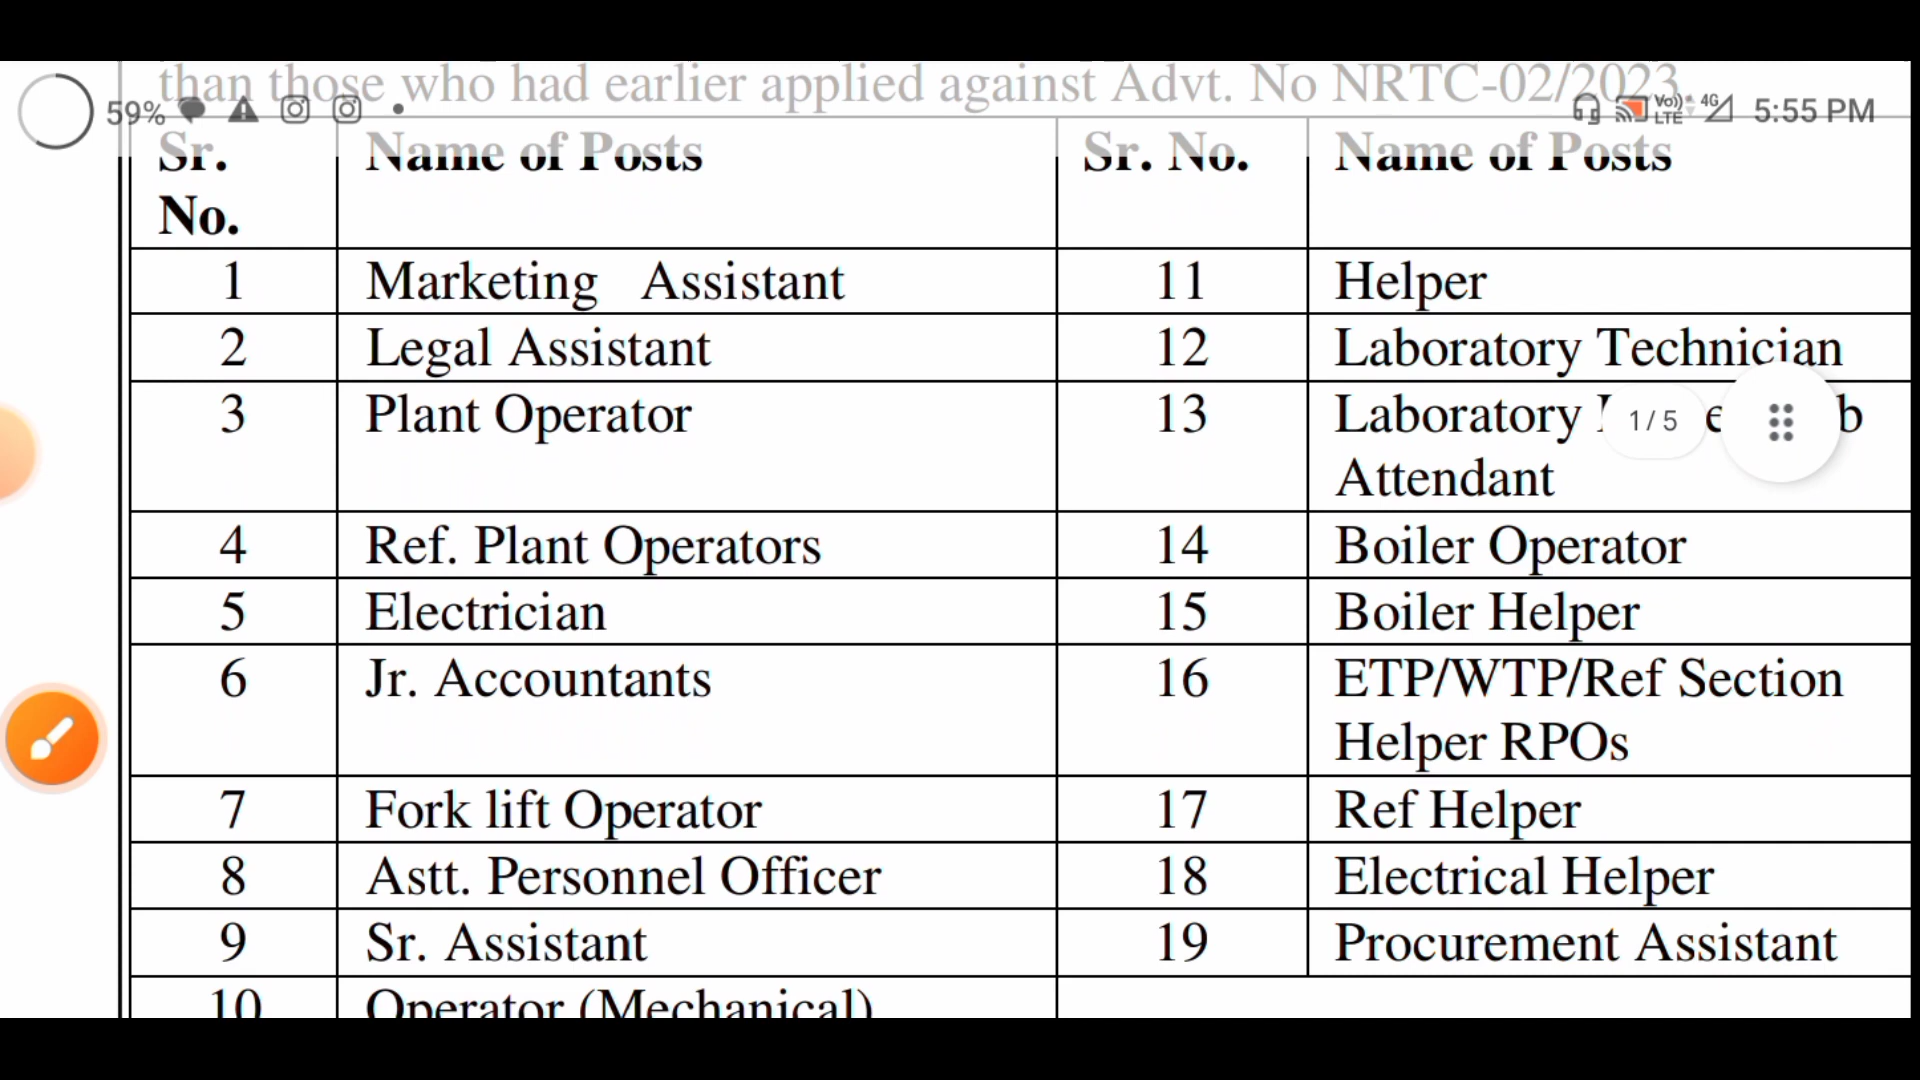 than those who had earlier applied against Advt. No NRTC-02/2023
59% 5:55 PM
Vo)) LTE 4G
Sr. No. Name of Posts Sr. No. Name of Posts
1 Marketing Assistant 11 Helper
2 Legal Assistant 12 Laboratory Technician
3 Plant Operator 13 Laboratory
1/5
Attendant
4 Ref. Plant Operators 14 Boiler Operator
5 Electrician 15 Boiler Helper
6 Jr. Accountants 16 ETP/WTP/Ref Section
Helper RPOs
7 Fork lift Operator 17 Ref Helper
8 Astt. Personnel Officer 18 Electrical Helper
9 Sr. Assistant 19 Procurement Assistant
10 Operator (Mechanical)